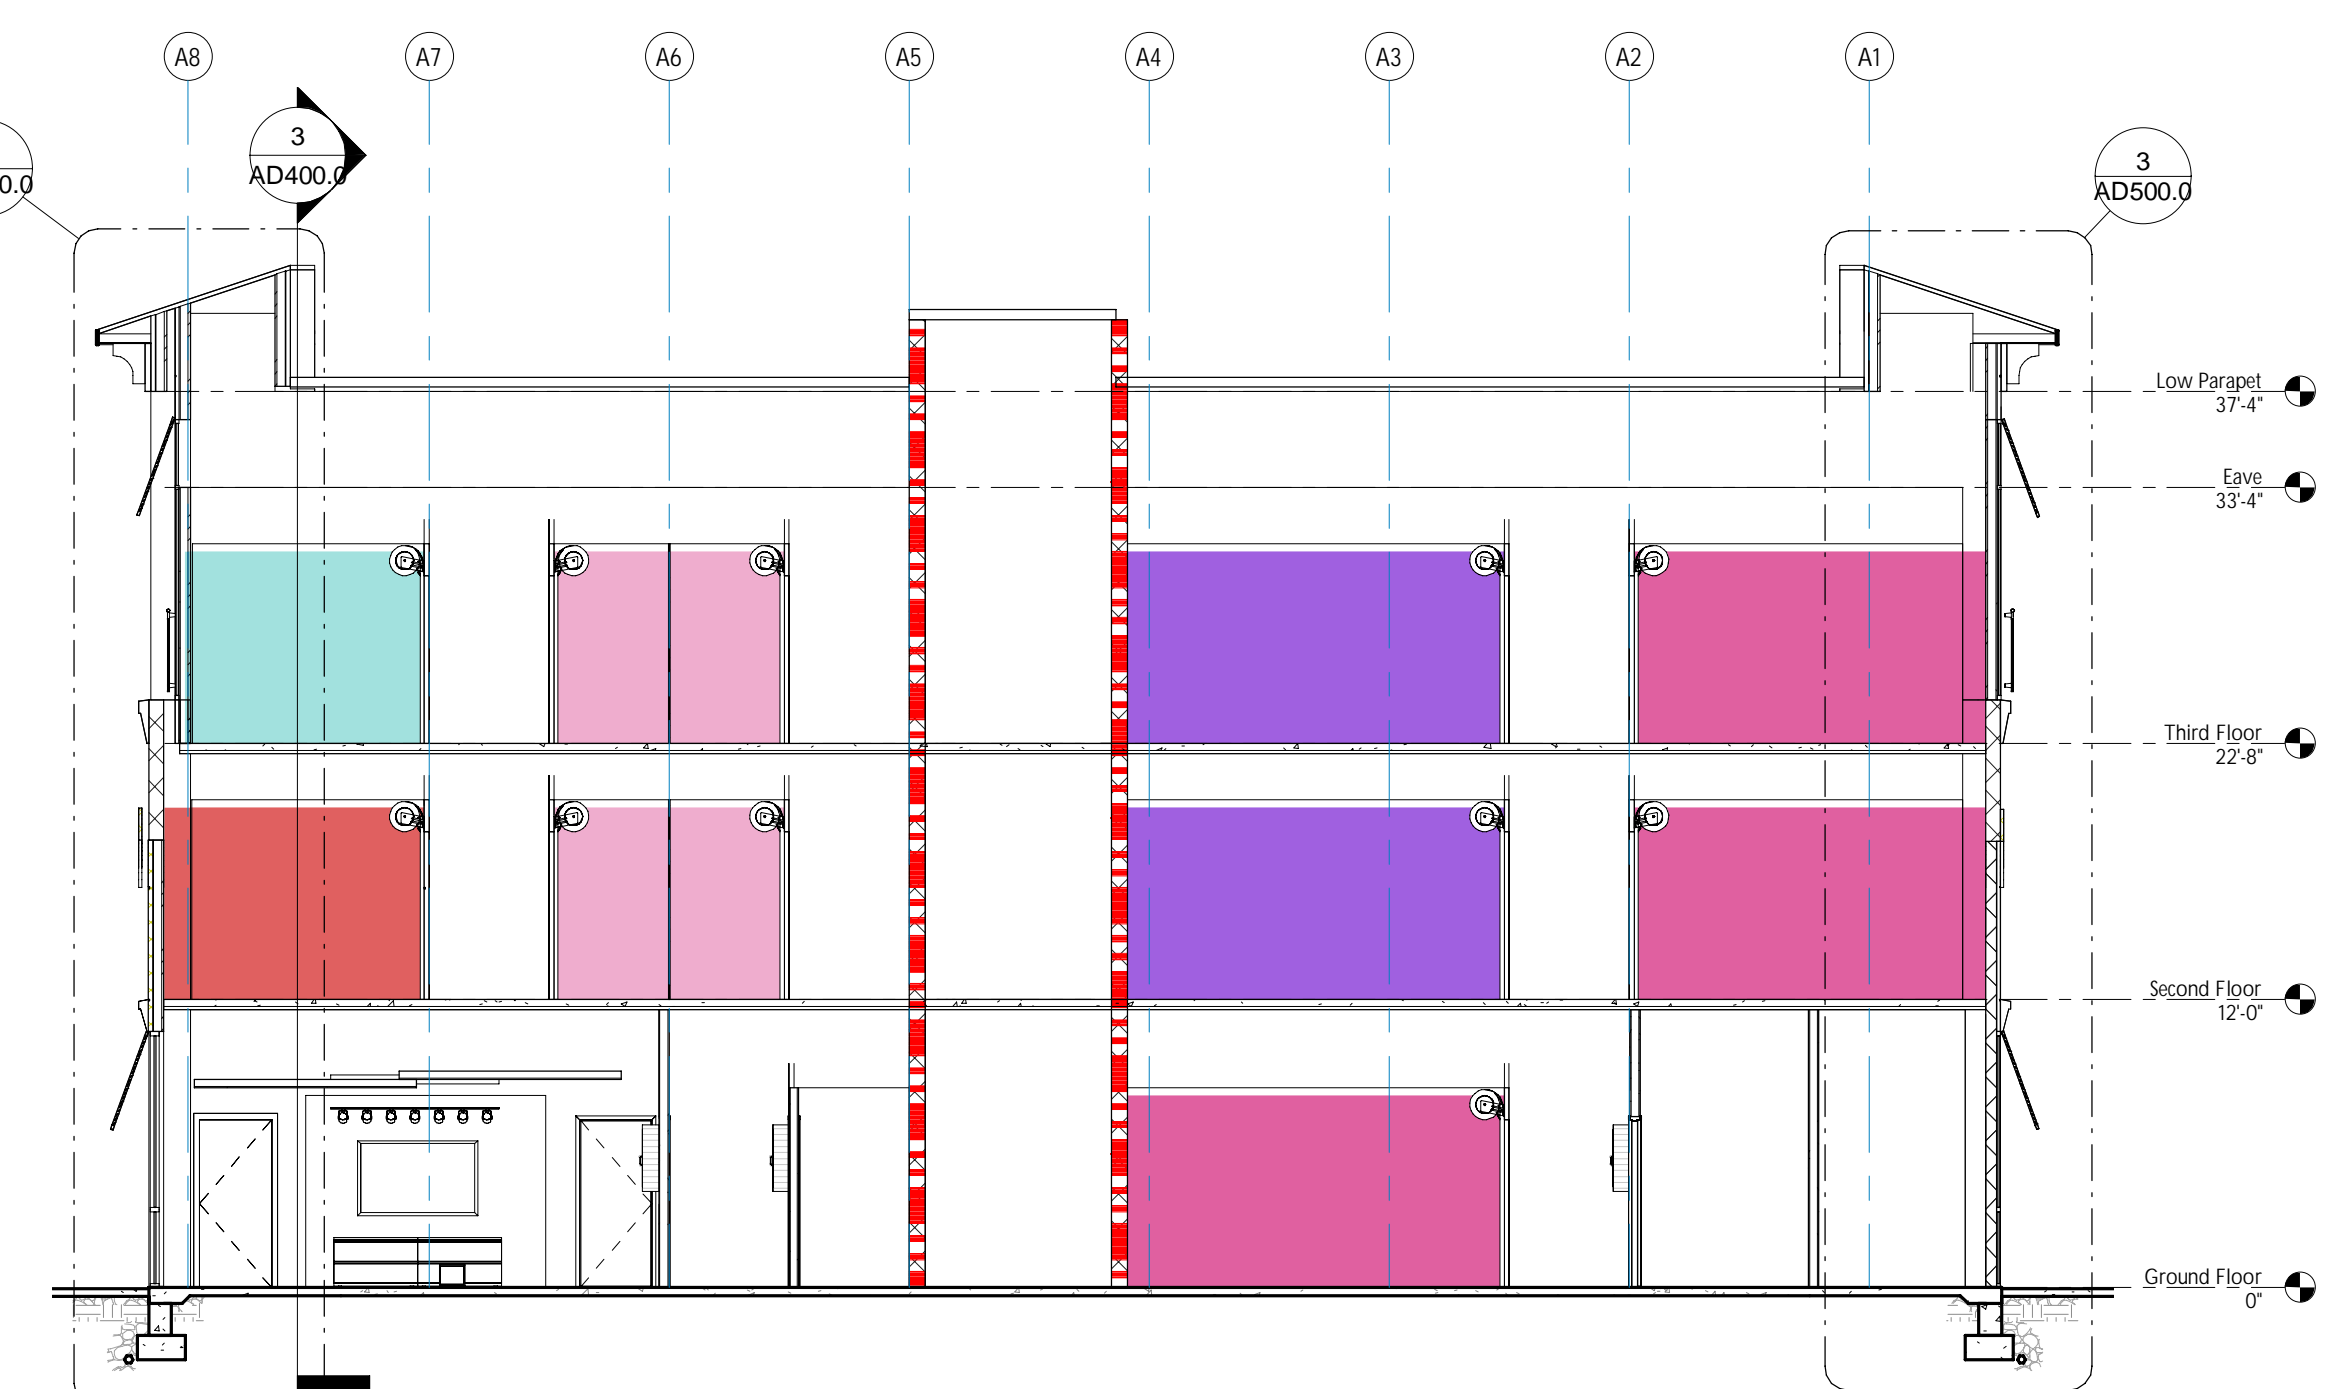 A8
A7
A6
A5
A4
A3
A2
A1
3
AD400.0
0.0
3
AD500.0
Low Parapet
37'-4"
Eave
33'-4"
Third Floor
22'-8"
Second Floor
12'-0"
Ground Floor
0"